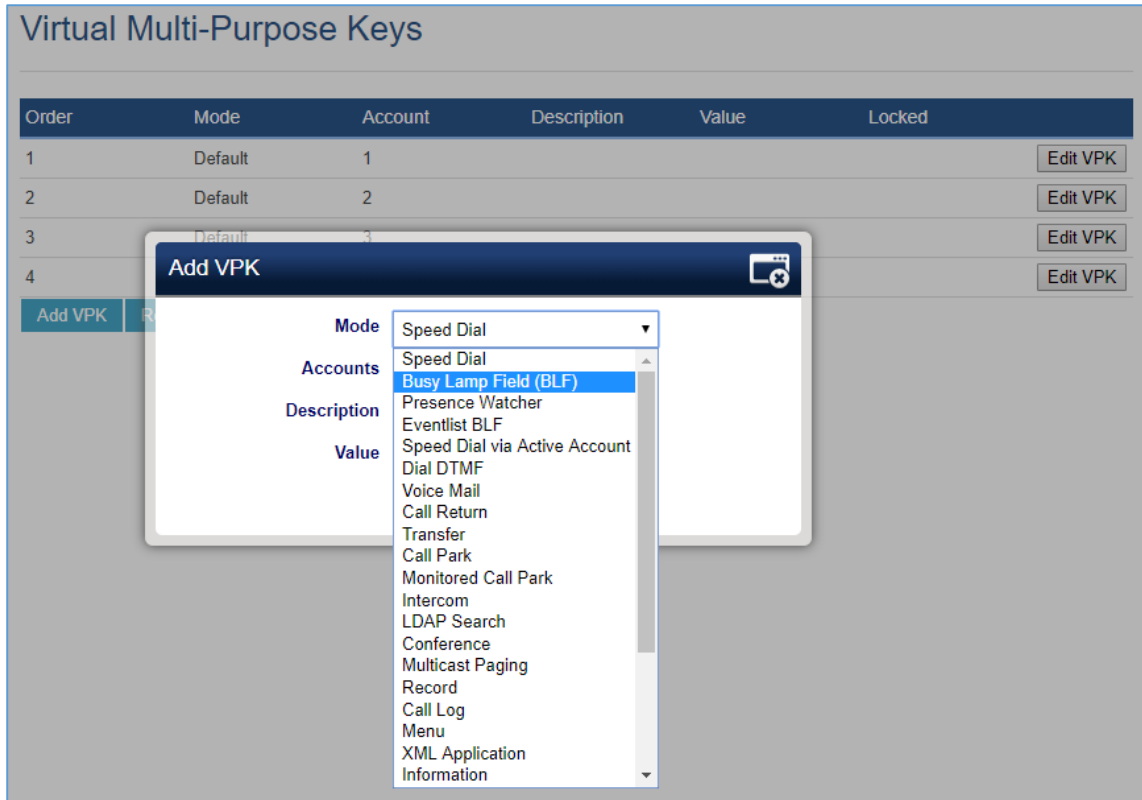 Virtual Multi-Purpose Keys
Order Mode Account Description Value Locked
1 Default 1 Edit VPK
2 Default 2 Edit VPK
3 Default 3 Edit VPK
4 Edit VPK
Add VPK
Add VPK
Mode Speed Dial
Accounts
Description
Value
Speed Dial
Busy Lamp Field (BLF)
Presence Watcher
Eventlist BLF
Speed Dial via Active Account
Dial DTMF
Voice Mail
Call Return
Transfer
Call Park
Monitored Call Park
Intercom
LDAP Search
Conference
Multicast Paging
Record
Call Log
Menu
XML Application
Information